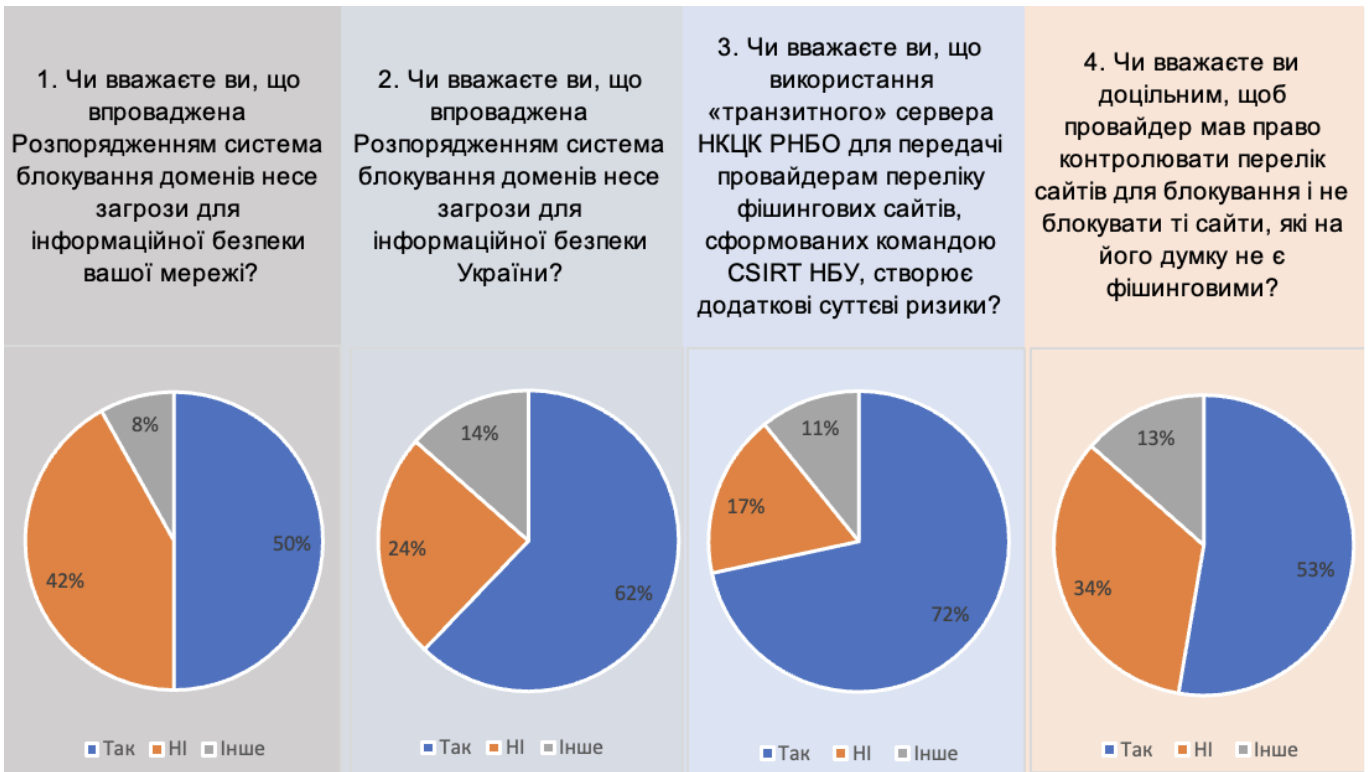 1. Чи вважаєте ви, що
впроваджена
Розпорядженням система
блокування доменів несе
загрози для
інформаційної безпеки
вашої мережі?
2. Чи вважаєте ви, що
впроваджена
Розпорядженням система
блокування доменів несе
загрози для
інформаційної безпеки
України?
3. Чи вважаєте ви, що
використання
«транзитного» сервера
НКЦК РНБО для передачі
провайдерам переліку
фішингових сайтів,
сформованих командою
CSIRT НБУ, створює
додаткові суттєві ризики?
4. Чи вважаєте ви
доцільним, щоб
провайдер мав право
контролювати перелік
сайтів для блокування і не
блокувати ті сайти, які на
його думку не є
фішинговими?
8%
50%
42%
Так НІ Інше
14%
24%
62%
Так НІ Інше
11%
17%
72%
Так НІ Інше
13%
53%
34%
Так НІ Інше